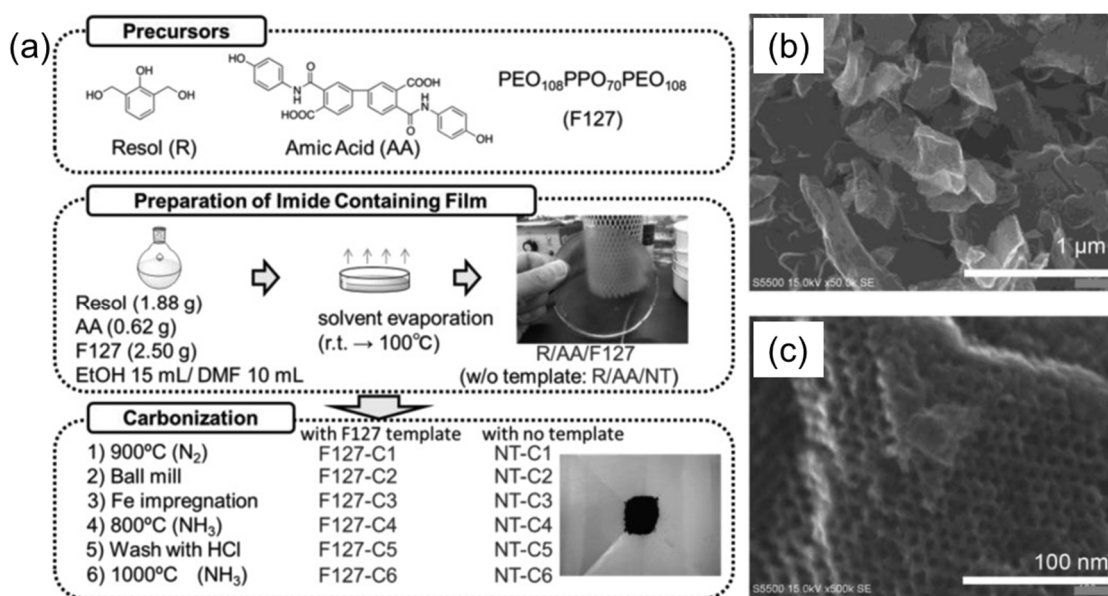 (a)
Precursors
OH
HO
OH
Resol (R)
HO
O
N
H
COOH
HOOC
H
N
O
OH
Amic Acid (AA)
PEO108PPO70PEO108
(F127)
Preparation of Imide Containing Film
Resol (1.88 g)
AA (0.62 g)
F127 (2.50 g)
EtOH 15 mL/ DMF 10 mL
solvent evaporation
(r.t. → 100°C)
R/AA/F127
(w/o template: R/AA/NT)
Carbonization
with F127 template
with no template
1) 900ºC (N2)
F127-C1
NT-C1
2) Ball mill
F127-C2
NT-C2
3) Fe impregnation
F127-C3
NT-C3
4) 800ºC (NH3)
F127-C4
NT-C4
5) Wash with HCl
F127-C5
NT-C5
6) 1000ºC (NH3)
F127-C6
NT-C6
(b)
1 µm
S5500 15.0kV x50.0k SE
(c)
100 nm
S5500 15.0kV x500k SE